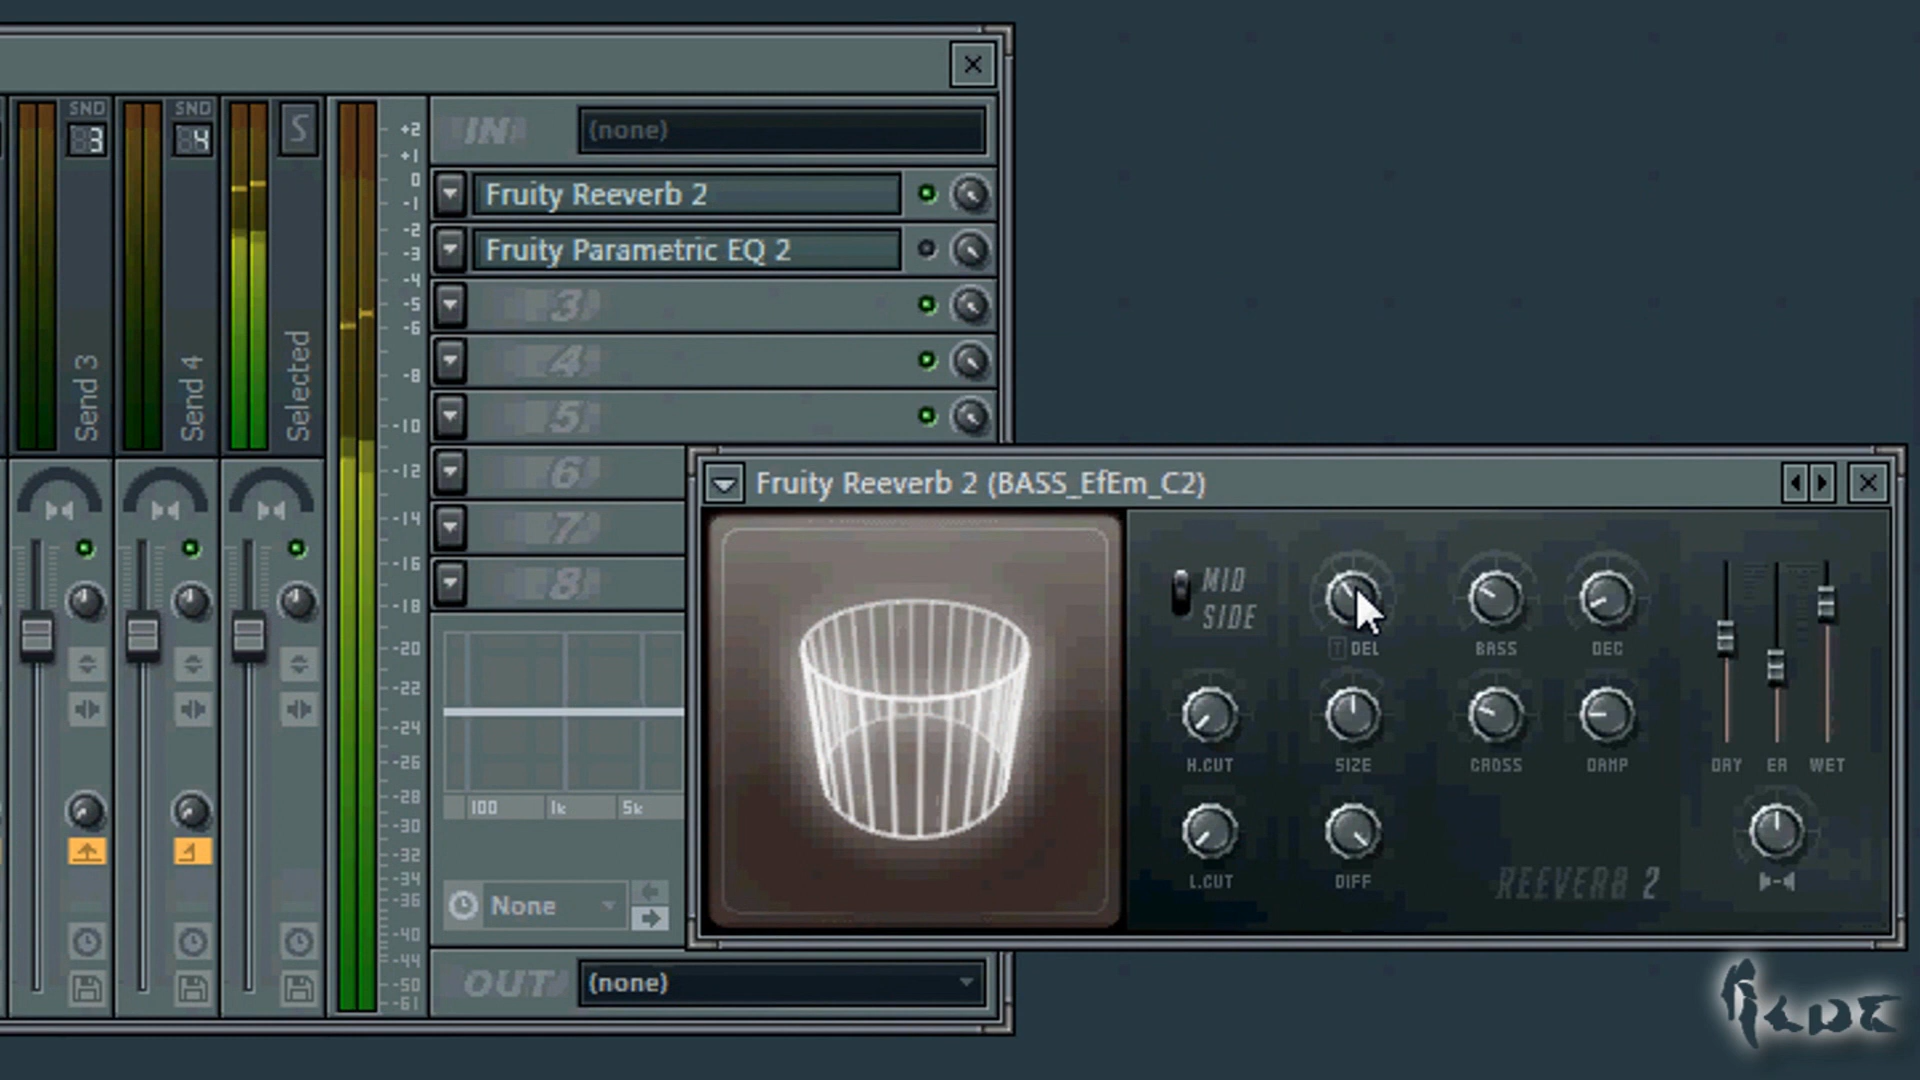 SND
3
SND
4
S
Send 3
Send 4
Selected
+2
+1
0
-1
-2
-3
-4
-5
-6
-8
-10
-12
-14
-16
-18
-20
-22
-24
-26
-28
-30
-32
-34
-36
-40
-44
-50
-61
IN
(none)
Fruity Reeverb 2
Fruity Parametric EQ 2
3
4
5
6
7
8
100
1k
5k
None
OUT
(none)
Fruity Reeverb 2 (BASS_EfEm_C2)
MID
SIDE
T DEL
BASS
DEC
H.CUT
SIZE
CROSS
DAMP
DRY
ER
WET
L.CUT
DIFF
REEVERB 2